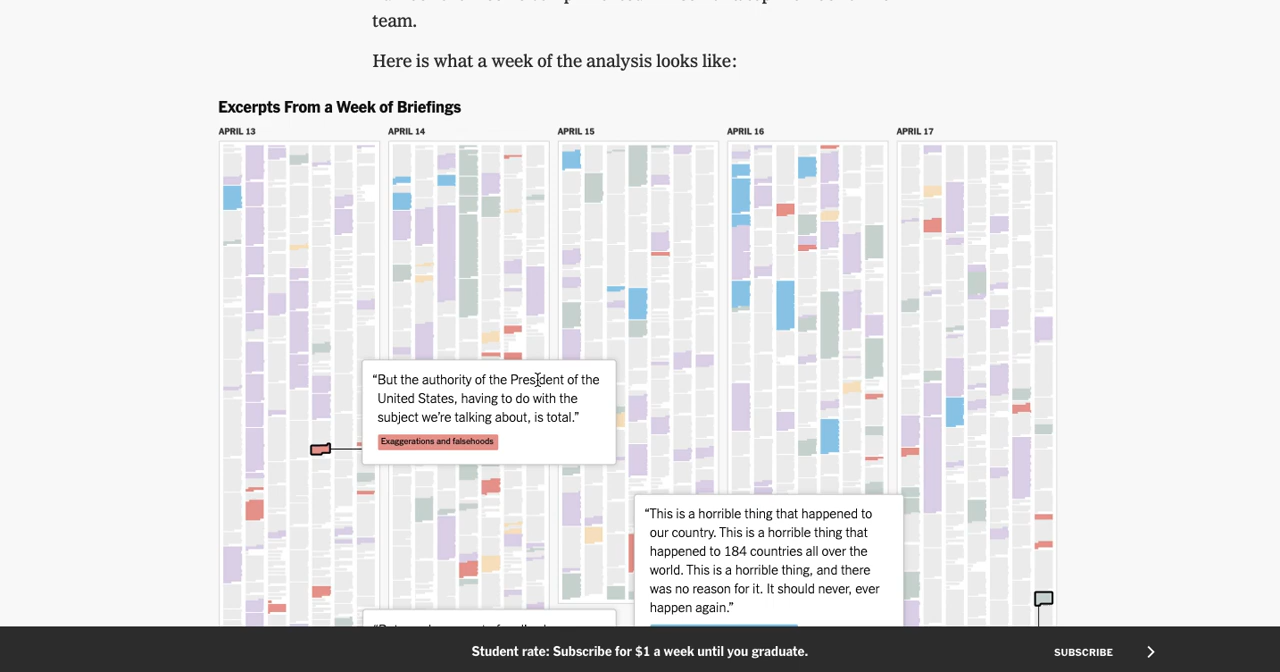 team.
Here is what a week of the analysis looks like:
Excerpts From a Week of Briefings
APRIL 13
APRIL 14
APRIL 15
APRIL 16
APRIL 17
“But the authority of the President of the
United States, having to do with the
subject we’re talking about, is total.”
Exaggerations and falsehoods
“This is a horrible thing that happened to
our country. This is a horrible thing that
happened to 184 countries all over the
world. This is a horrible thing, and there
was no reason for it. It should never, ever
happen again.”
Student rate: Subscribe for $1 a week until you graduate.
SUBSCRIBE